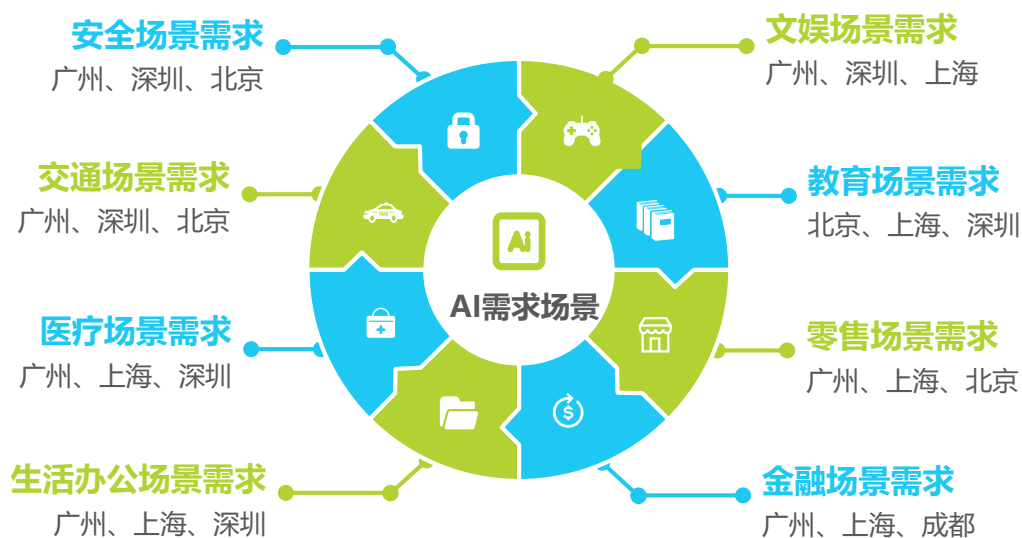 安全场景需求
广州、深圳、北京
文娱场景需求
广州、深圳、上海
交通场景需求
广州、深圳、北京
教育场景需求
北京、上海、深圳
TAXI
Ai
AI需求场景
医疗场景需求
广州、上海、深圳
零售场景需求
广州、上海、北京
$
生活办公场景需求
广州、上海、深圳
金融场景需求
广州、上海、成都